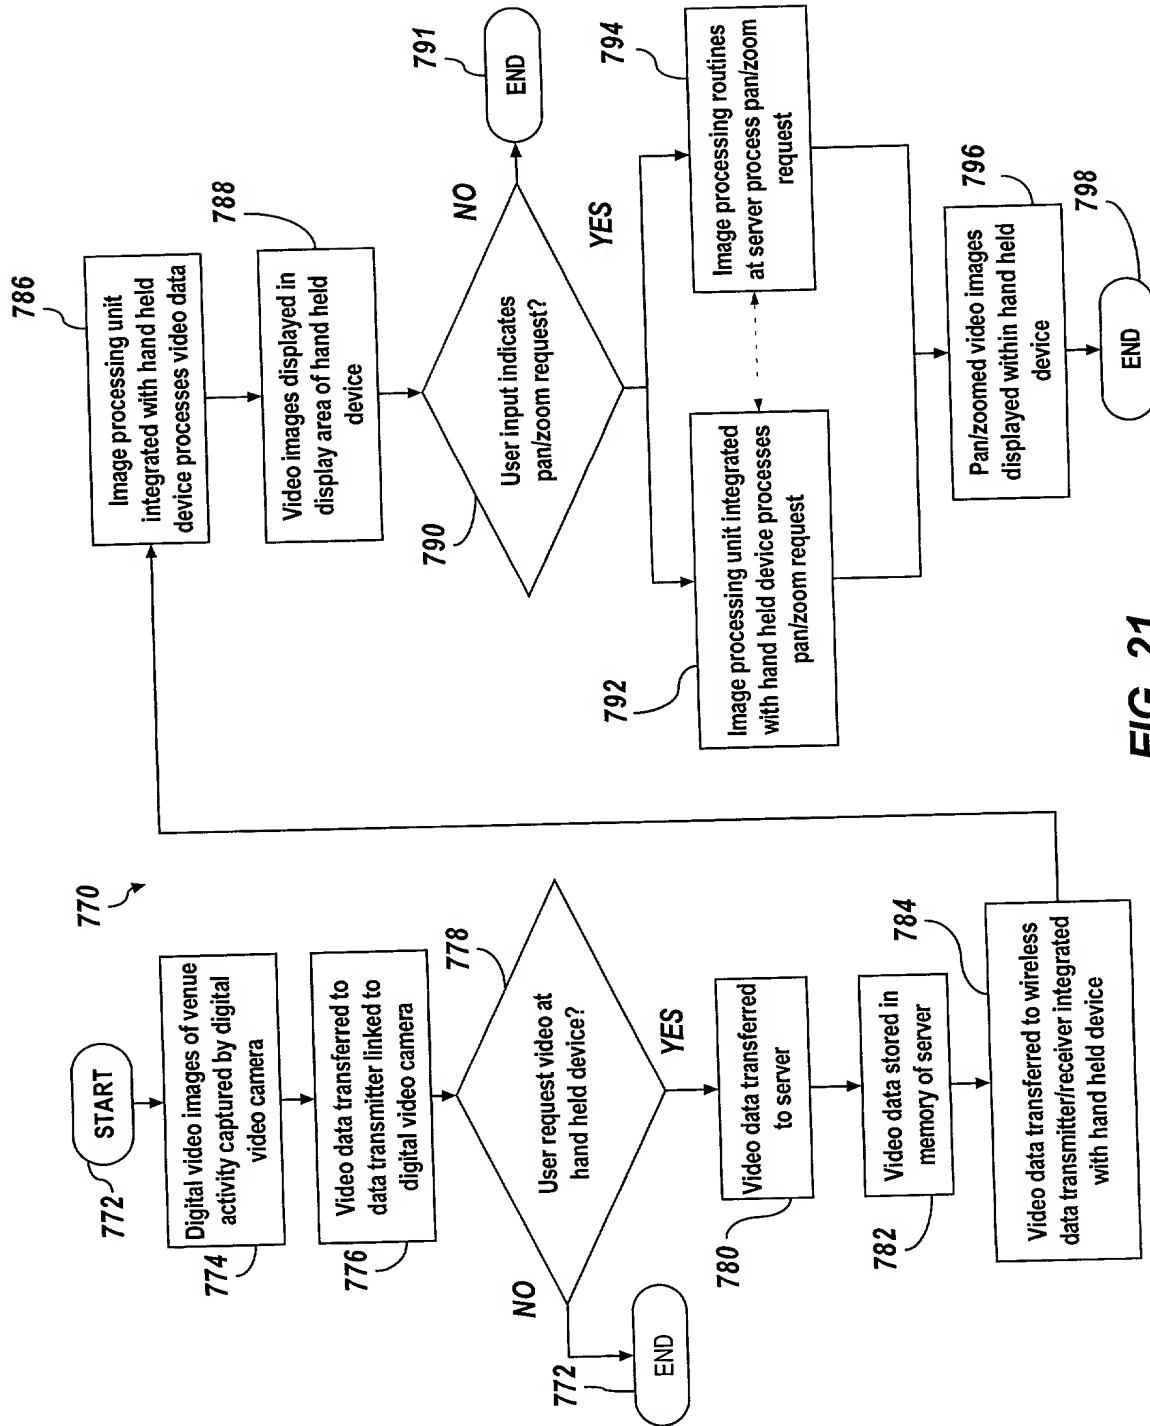 770
START
772
Digital video images of venue
activity captured by digital
video camera
774
Video data transferred to
data transmitter linked to
digital video camera
776
User request video at
hand held device?
778
NO
END
772
YES
Video data transferred
to server
780
Video data stored in
memory of server
782
Video data transferred to wireless
data transmitter/receiver integrated
with hand held device
784
Image processing unit
integrated with hand held
device processes video data
786
Video images displayed in
display area of hand held
device
788
User input indicates
pan/zoom request?
790
NO
END
791
YES
Image processing unit integrated
with hand held device processes
pan/zoom request
792
Image processing routines
at server process pan/zoom
request
794
Pan/zoomed video images
displayed within hand held
device
796
END
798
FIG. 21